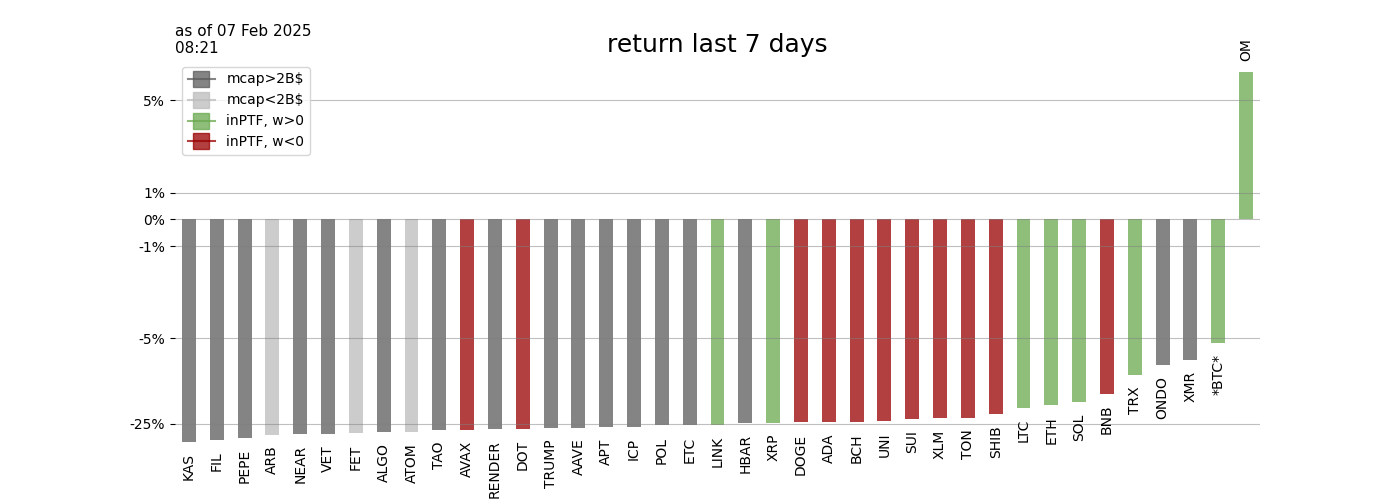 as of 07 Feb 2025
08:21
return last 7 days
mcap>2B$
mcap<2B$
inPTF, w>0
inPTF, w<0
5%
1%
0%
-1%
-5%
-25%
KAS
FIL
PEPE
ARB
NEAR
VET
FET
ALGO
ATOM
TAO
AVAX
RENDER
DOT
TRUMP
AAVE
APT
ICP
POL
ETC
LINK
HBAR
XRP
DOGE
ADA
BCH
UNI
SUI
XLM
TON
SHIB
LTC
ETH
SOL
BNB
TRX
ONDO
XMR
*BTC*
OM